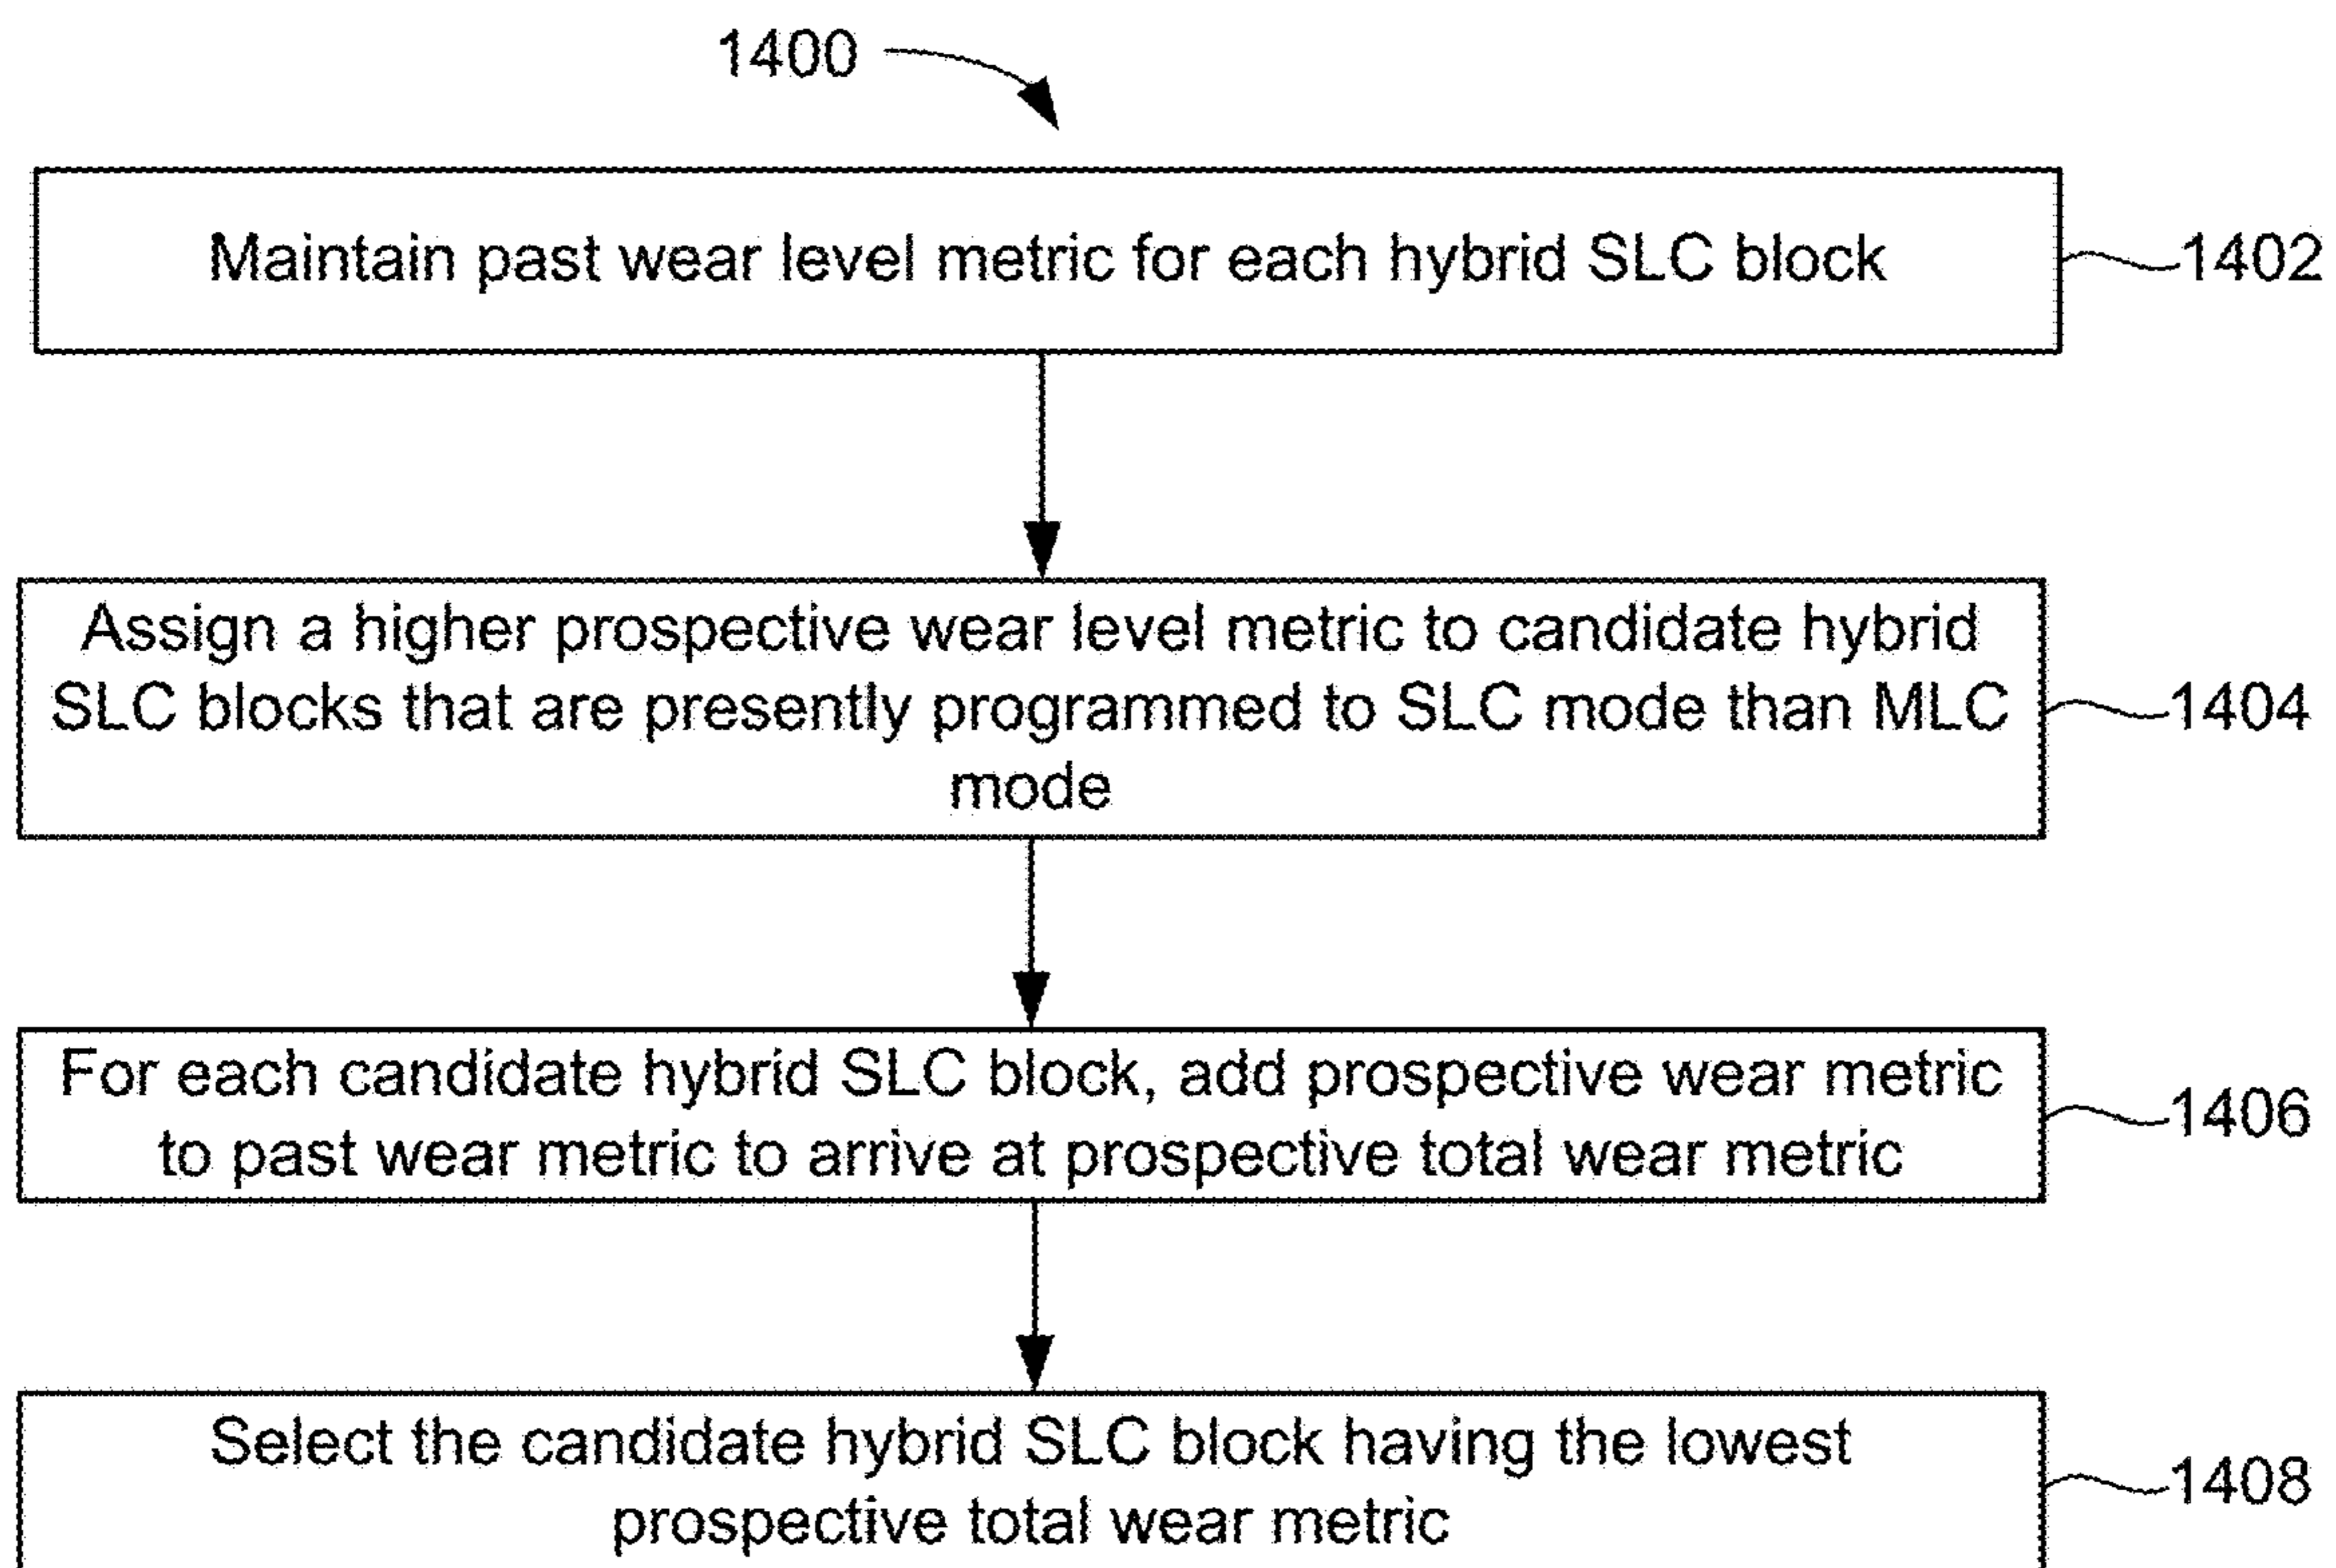 1400
Maintain past wear level metric for each hybrid SLC block
1402
Assign a higher prospective wear level metric to candidate hybrid
SLC blocks that are presently programmed to SLC mode than MLC
mode
1404
For each candidate hybrid SLC block, add prospective wear metric
to past wear metric to arrive at prospective total wear metric
1406
Select the candidate hybrid SLC block having the lowest
prospective total wear metric
1408